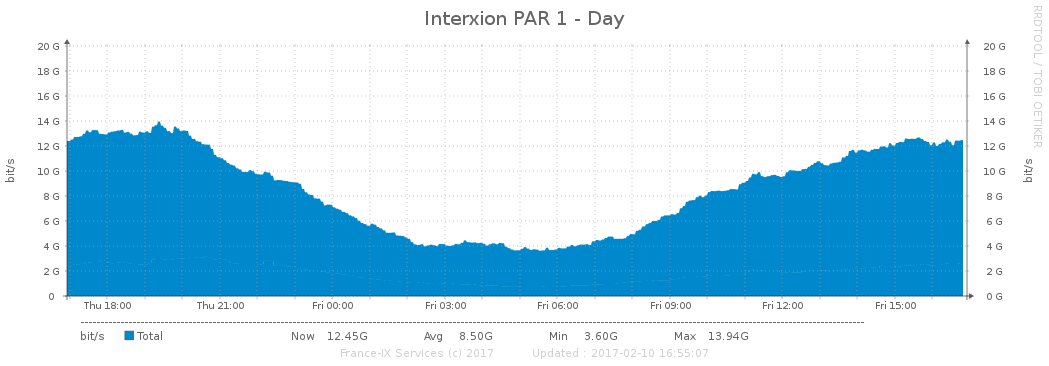 Interxion PAR 1 - Day
RRDTOOL / TOBI OETIKER
20 G 20 G
18 G 18 G
16 G 16 G
14 G 14 G
12 G 12 G
10 G 10 G
8 G 8 G
6 G 6 G
4 G 4 G
2 G 2 G
0 0 G
bit/s
bit/s
Thu 18:00 Thu 21:00 Fri 00:00 Fri 03:00 Fri 06:00 Fri 09:00 Fri 12:00 Fri 15:00
bit/s Total Now 12.45G Avg 8.50G Min 3.60G Max 13.94G
France-IX Services (c) 2017 Updated : 2017-02-10 16:55:07